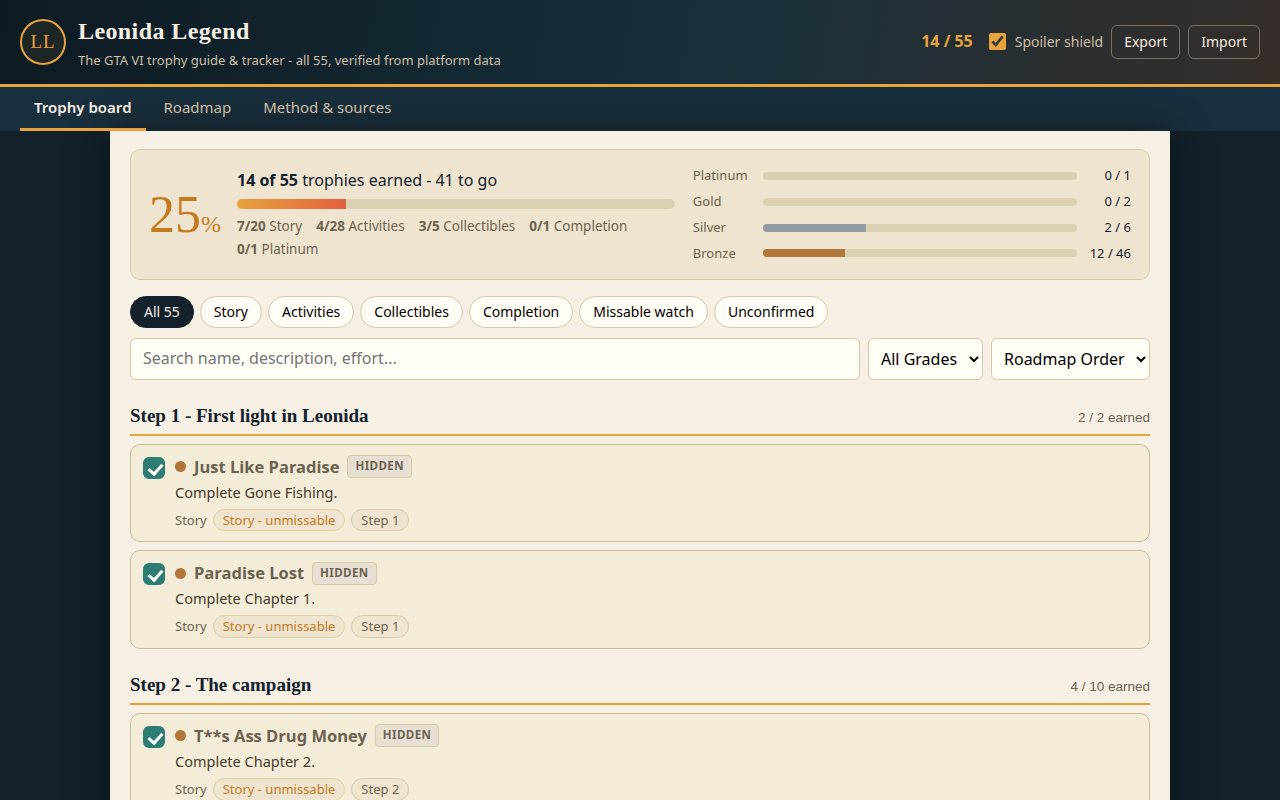 LL
Leonida Legend
The GTA VI trophy guide & tracker - all 55, verified from platform data
14 / 55
Spoiler shield
Export
Import
Trophy board
Roadmap
Method & sources
25%
14 of 55 trophies earned - 41 to go
7/20 Story 4/28 Activities 3/5 Collectibles 0/1 Completion
0/1 Platinum
Platinum 0 / 1
Gold 0 / 2
Silver 2 / 6
Bronze 12 / 46
All 55
Story
Activities
Collectibles
Completion
Missable watch
Unconfirmed
Search name, description, effort...
All Grades
Roadmap Order
Step 1 - First light in Leonida
2 / 2 earned
Just Like Paradise HIDDEN
Complete Gone Fishing.
Story Story - unmissable Step 1
Paradise Lost HIDDEN
Complete Chapter 1.
Story Story - unmissable Step 1
Step 2 - The campaign
4 / 10 earned
T**s Ass Drug Money HIDDEN
Complete Chapter 2.
Story Story - unmissable Step 2